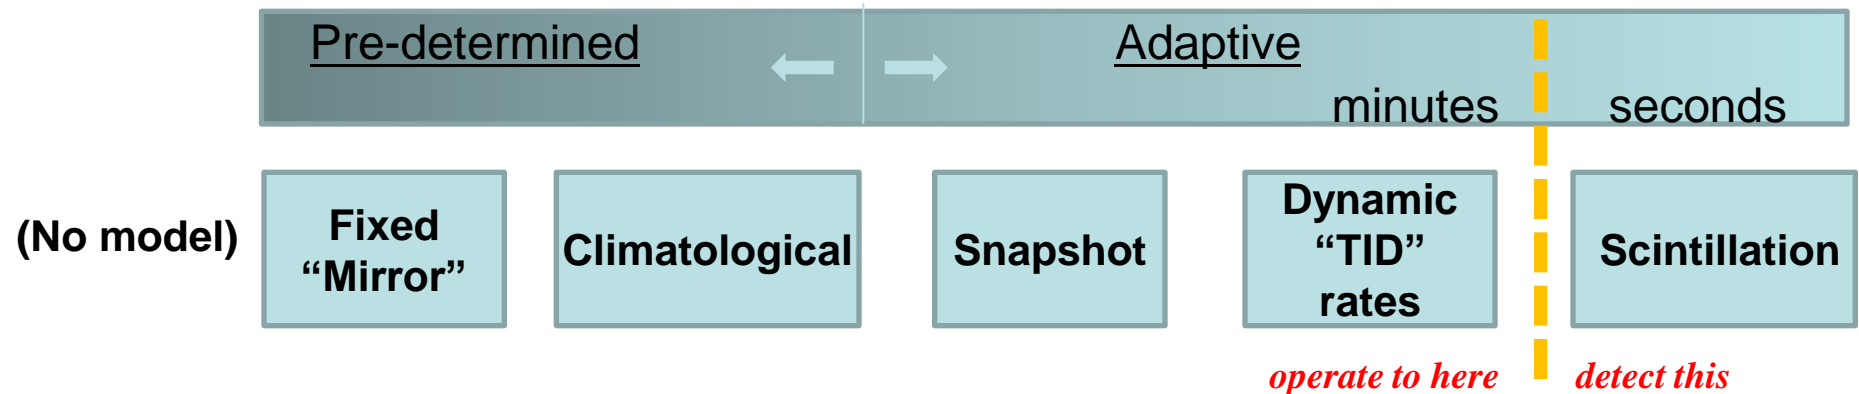 Pre-determined
Adaptive
minutes
seconds
(No model)
Fixed
“Mirror”
Climatological
Snapshot
Dynamic
“TID”
rates
Scintillation
operate to here
detect this